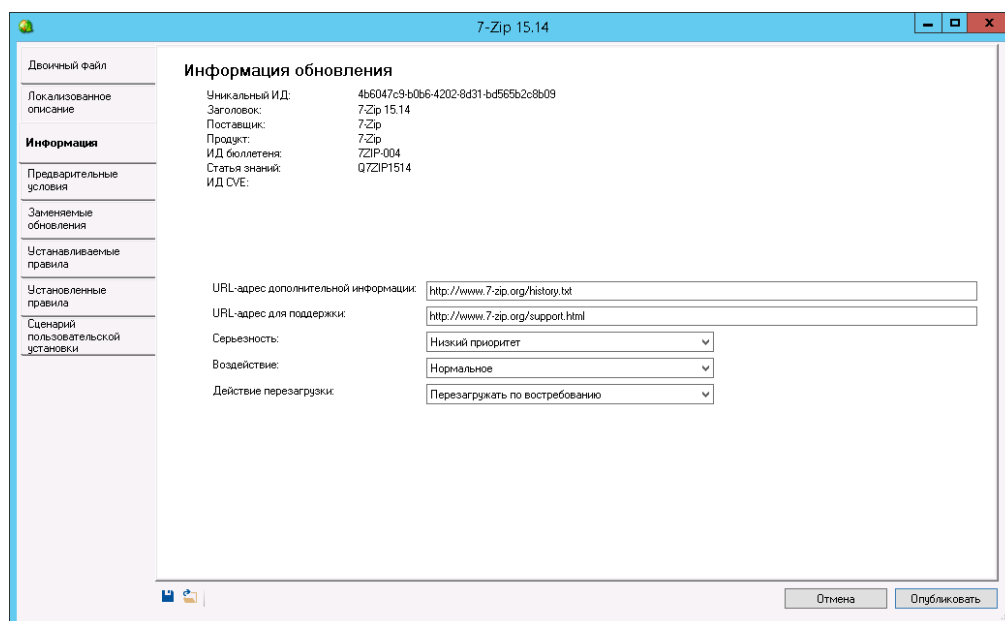 7-Zip 15.14
Двоичный файл
Локализованное
описание
Информация
Предварительные
условия
Заменяемые
обновления
Устанавливаемые
правила
Установленные
правила
Сценарий
пользовательской
установки
Информация обновления
Уникальный ИД: 4b6047c9-b0b6-4202-8d31-bd565b2c8b09
Заголовок: 7-Zip 15.14
Поставщик: 7-Zip
Продукт: 7-Zip
ИД бюллетеня: 7ZIP-004
Статья знаний: Q7ZIP1514
ИД CVE:
URL-адрес дополнительной информации: http://www.7-zip.org/history.txt
URL-адрес для поддержки: http://www.7-zip.org/support.html
Серьезность: Низкий приоритет
Воздействие: Нормальное
Действие перезагрузки: Перезагружать по востребованию
Отмена Опубликовать